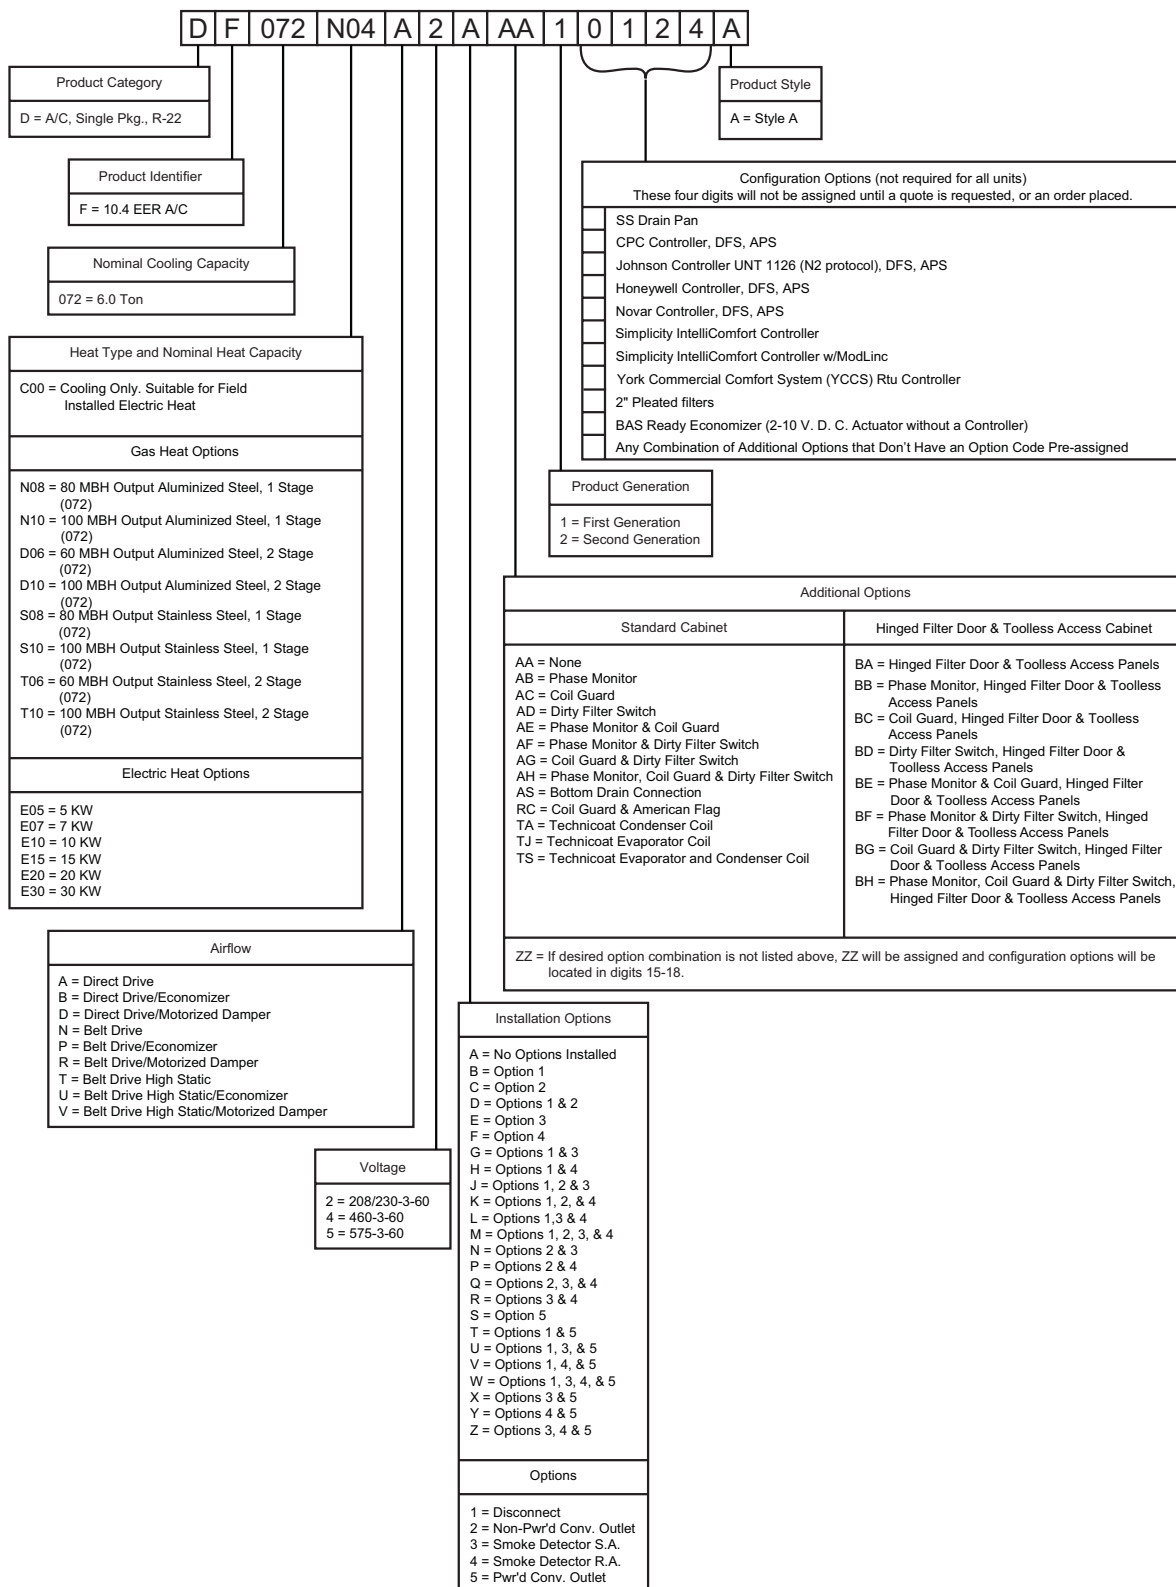 D F 072 N04 A 2 A AA 1 0 1 2 4 A
Product Category
D = A/C, Single Pkg., R-22
Product Style
A = Style A
Product Identifier
F = 10.4 EER A/C
Configuration Options (not required for all units)
These four digits will not be assigned until a quote is requested, or an order placed.
SS Drain Pan
CPC Controller, DFS, APS
Johnson Controller UNT 1126 (N2 protocol), DFS, APS
Honeywell Controller, DFS, APS
Novar Controller, DFS, APS
Simplicity IntelliComfort Controller
Simplicity IntelliComfort Controller w/ModLinc
York Commercial Comfort System (YCCS) Rtu Controller
2" Pleated filters
BAS Ready Economizer (2-10 V. D. C. Actuator without a Controller)
Any Combination of Additional Options that Don't Have an Option Code Pre-assigned
Nominal Cooling Capacity
072 = 6.0 Ton
Heat Type and Nominal Heat Capacity
C00 = Cooling Only. Suitable for Field
Installed Electric Heat
Gas Heat Options
N08 = 80 MBH Output Aluminized Steel, 1 Stage
(072)
N10 = 100 MBH Output Aluminized Steel, 1 Stage
(072)
D06 = 60 MBH Output Aluminized Steel, 2 Stage
(072)
D10 = 100 MBH Output Aluminized Steel, 2 Stage
(072)
S08 = 80 MBH Output Stainless Steel, 1 Stage
(072)
S10 = 100 MBH Output Stainless Steel, 1 Stage
(072)
T06 = 60 MBH Output Stainless Steel, 2 Stage
(072)
T10 = 100 MBH Output Stainless Steel, 2 Stage
(072)
Electric Heat Options
E05 = 5 KW
E07 = 7 KW
E10 = 10 KW
E15 = 15 KW
E20 = 20 KW
E30 = 30 KW
Product Generation
1 = First Generation
2 = Second Generation
Additional Options
Standard Cabinet
AA = None
AB = Phase Monitor
AC = Coil Guard
AD = Dirty Filter Switch
AE = Phase Monitor & Coil Guard
AF = Phase Monitor & Dirty Filter Switch
AG = Coil Guard & Dirty Filter Switch
AH = Phase Monitor, Coil Guard & Dirty Filter Switch
AS = Bottom Drain Connection
RC = Coil Guard & American Flag
TA = Technicoat Condenser Coil
TJ = Technicoat Evaporator Coil
TS = Technicoat Evaporator and Condenser Coil
Hinged Filter Door & Toolless Access Cabinet
BA = Hinged Filter Door & Toolless Access Panels
BB = Phase Monitor, Hinged Filter Door & Toolless
Access Panels
BC = Coil Guard, Hinged Filter Door & Toolless
Access Panels
BD = Dirty Filter Switch, Hinged Filter Door &
Toolless Access Panels
BE = Phase Monitor & Coil Guard, Hinged Filter
Door & Toolless Access Panels
BF = Phase Monitor & Dirty Filter Switch, Hinged
Filter Door & Toolless Access Panels
BG = Coil Guard & Dirty Filter Switch, Hinged Filter
Door & Toolless Access Panels
BH = Phase Monitor, Coil Guard & Dirty Filter Switch,
Hinged Filter Door & Toolless Access Panels
ZZ = If desired option combination is not listed above, ZZ will be assigned and configuration options will be
located in digits 15-18.
Airflow
A = Direct Drive
B = Direct Drive/Economizer
D = Direct Drive/Motorized Damper
N = Belt Drive
P = Belt Drive/Economizer
R = Belt Drive/Motorized Damper
T = Belt Drive High Static
U = Belt Drive High Static/Economizer
V = Belt Drive High Static/Motorized Damper
Voltage
2 = 208/230-3-60
4 = 460-3-60
5 = 575-3-60
Installation Options
A = No Options Installed
B = Option 1
C = Option 2
D = Options 1 & 2
E = Option 3
F = Option 4
G = Options 1 & 3
H = Options 1 & 4
J = Options 1, 2 & 3
K = Options 1, 2, & 4
L = Options 1,3 & 4
M = Options 1, 2, 3, & 4
N = Options 2 & 3
P = Options 2 & 4
Q = Options 2, 3, & 4
R = Options 3 & 4
S = Option 5
T = Options 1 & 5
U = Options 1, 3, & 5
V = Options 1, 4, & 5
W = Options 1, 3, 4, & 5
X = Options 3 & 5
Y = Options 4 & 5
Z = Options 3, 4 & 5
Options
1 = Disconnect
2 = Non-Pwr'd Conv. Outlet
3 = Smoke Detector S.A.
4 = Smoke Detector R.A.
5 = Pwr'd Conv. Outlet